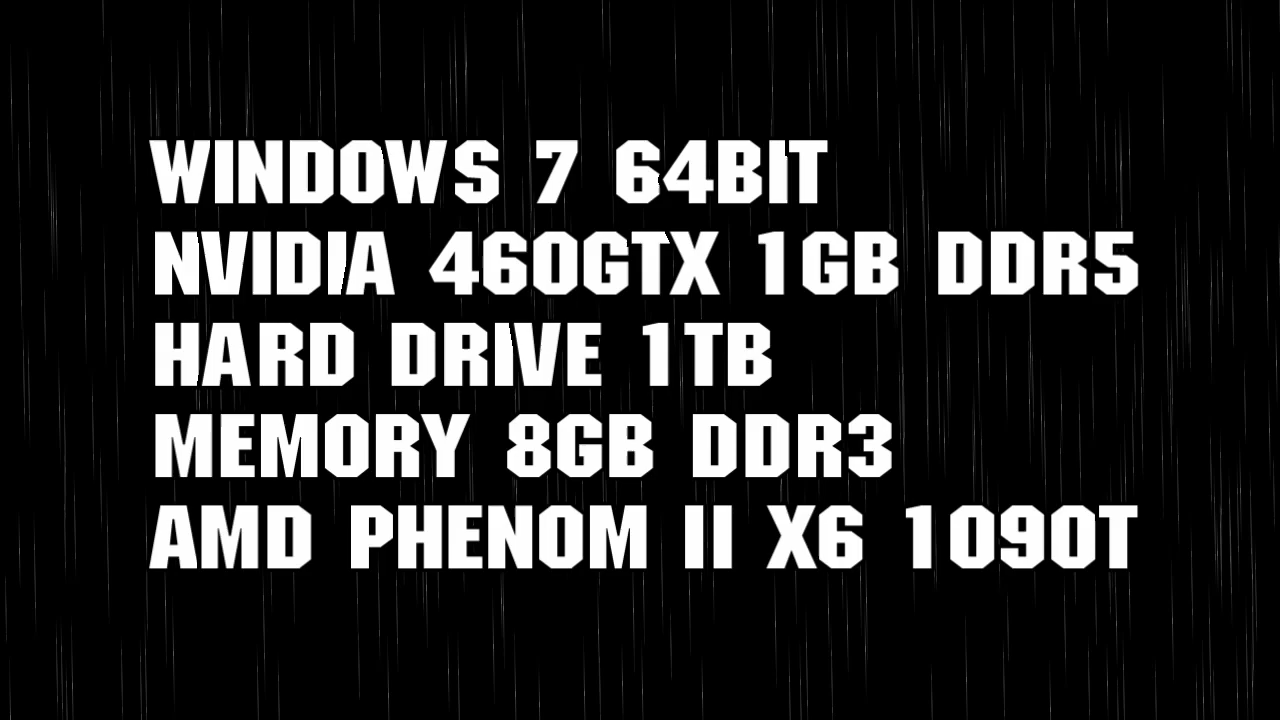 WINDOWS 7 64BIT
NVIDIA 460GTX 1GB DDR5
HARD DRIVE 1TB
MEMORY 8GB DDR3
AMD PHENOM II X6 1090T